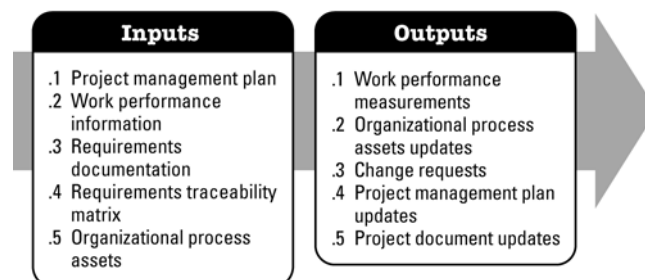 Inputs
.1 Project management plan
.2 Work performance
information
.3 Requirements
documentation
.4 Requirements traceability
matrix
.5 Organizational process
assets
Outputs
.1 Work performance
measurements
.2 Organizational process
assets updates
.3 Change requests
.4 Project management plan
updates
.5 Project document updates